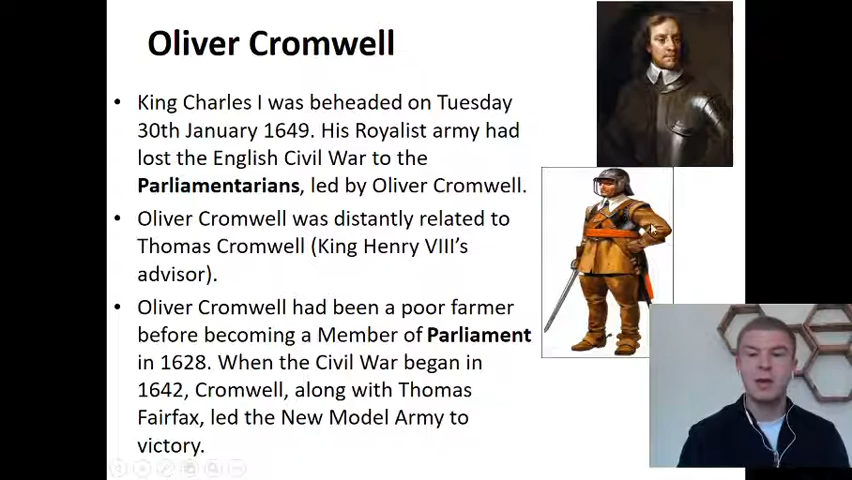 Oliver Cromwell
• King Charles I was beheaded on Tuesday
30th January 1649. His Royalist army had
lost the English Civil War to the
Parliamentarians, led by Oliver Cromwell.
• Oliver Cromwell was distantly related to
Thomas Cromwell (King Henry VIII’s
advisor).
• Oliver Cromwell had been a poor farmer
before becoming a Member of Parliament
in 1628. When the Civil War began in
1642, Cromwell, along with Thomas
Fairfax, led the New Model Army to
victory.